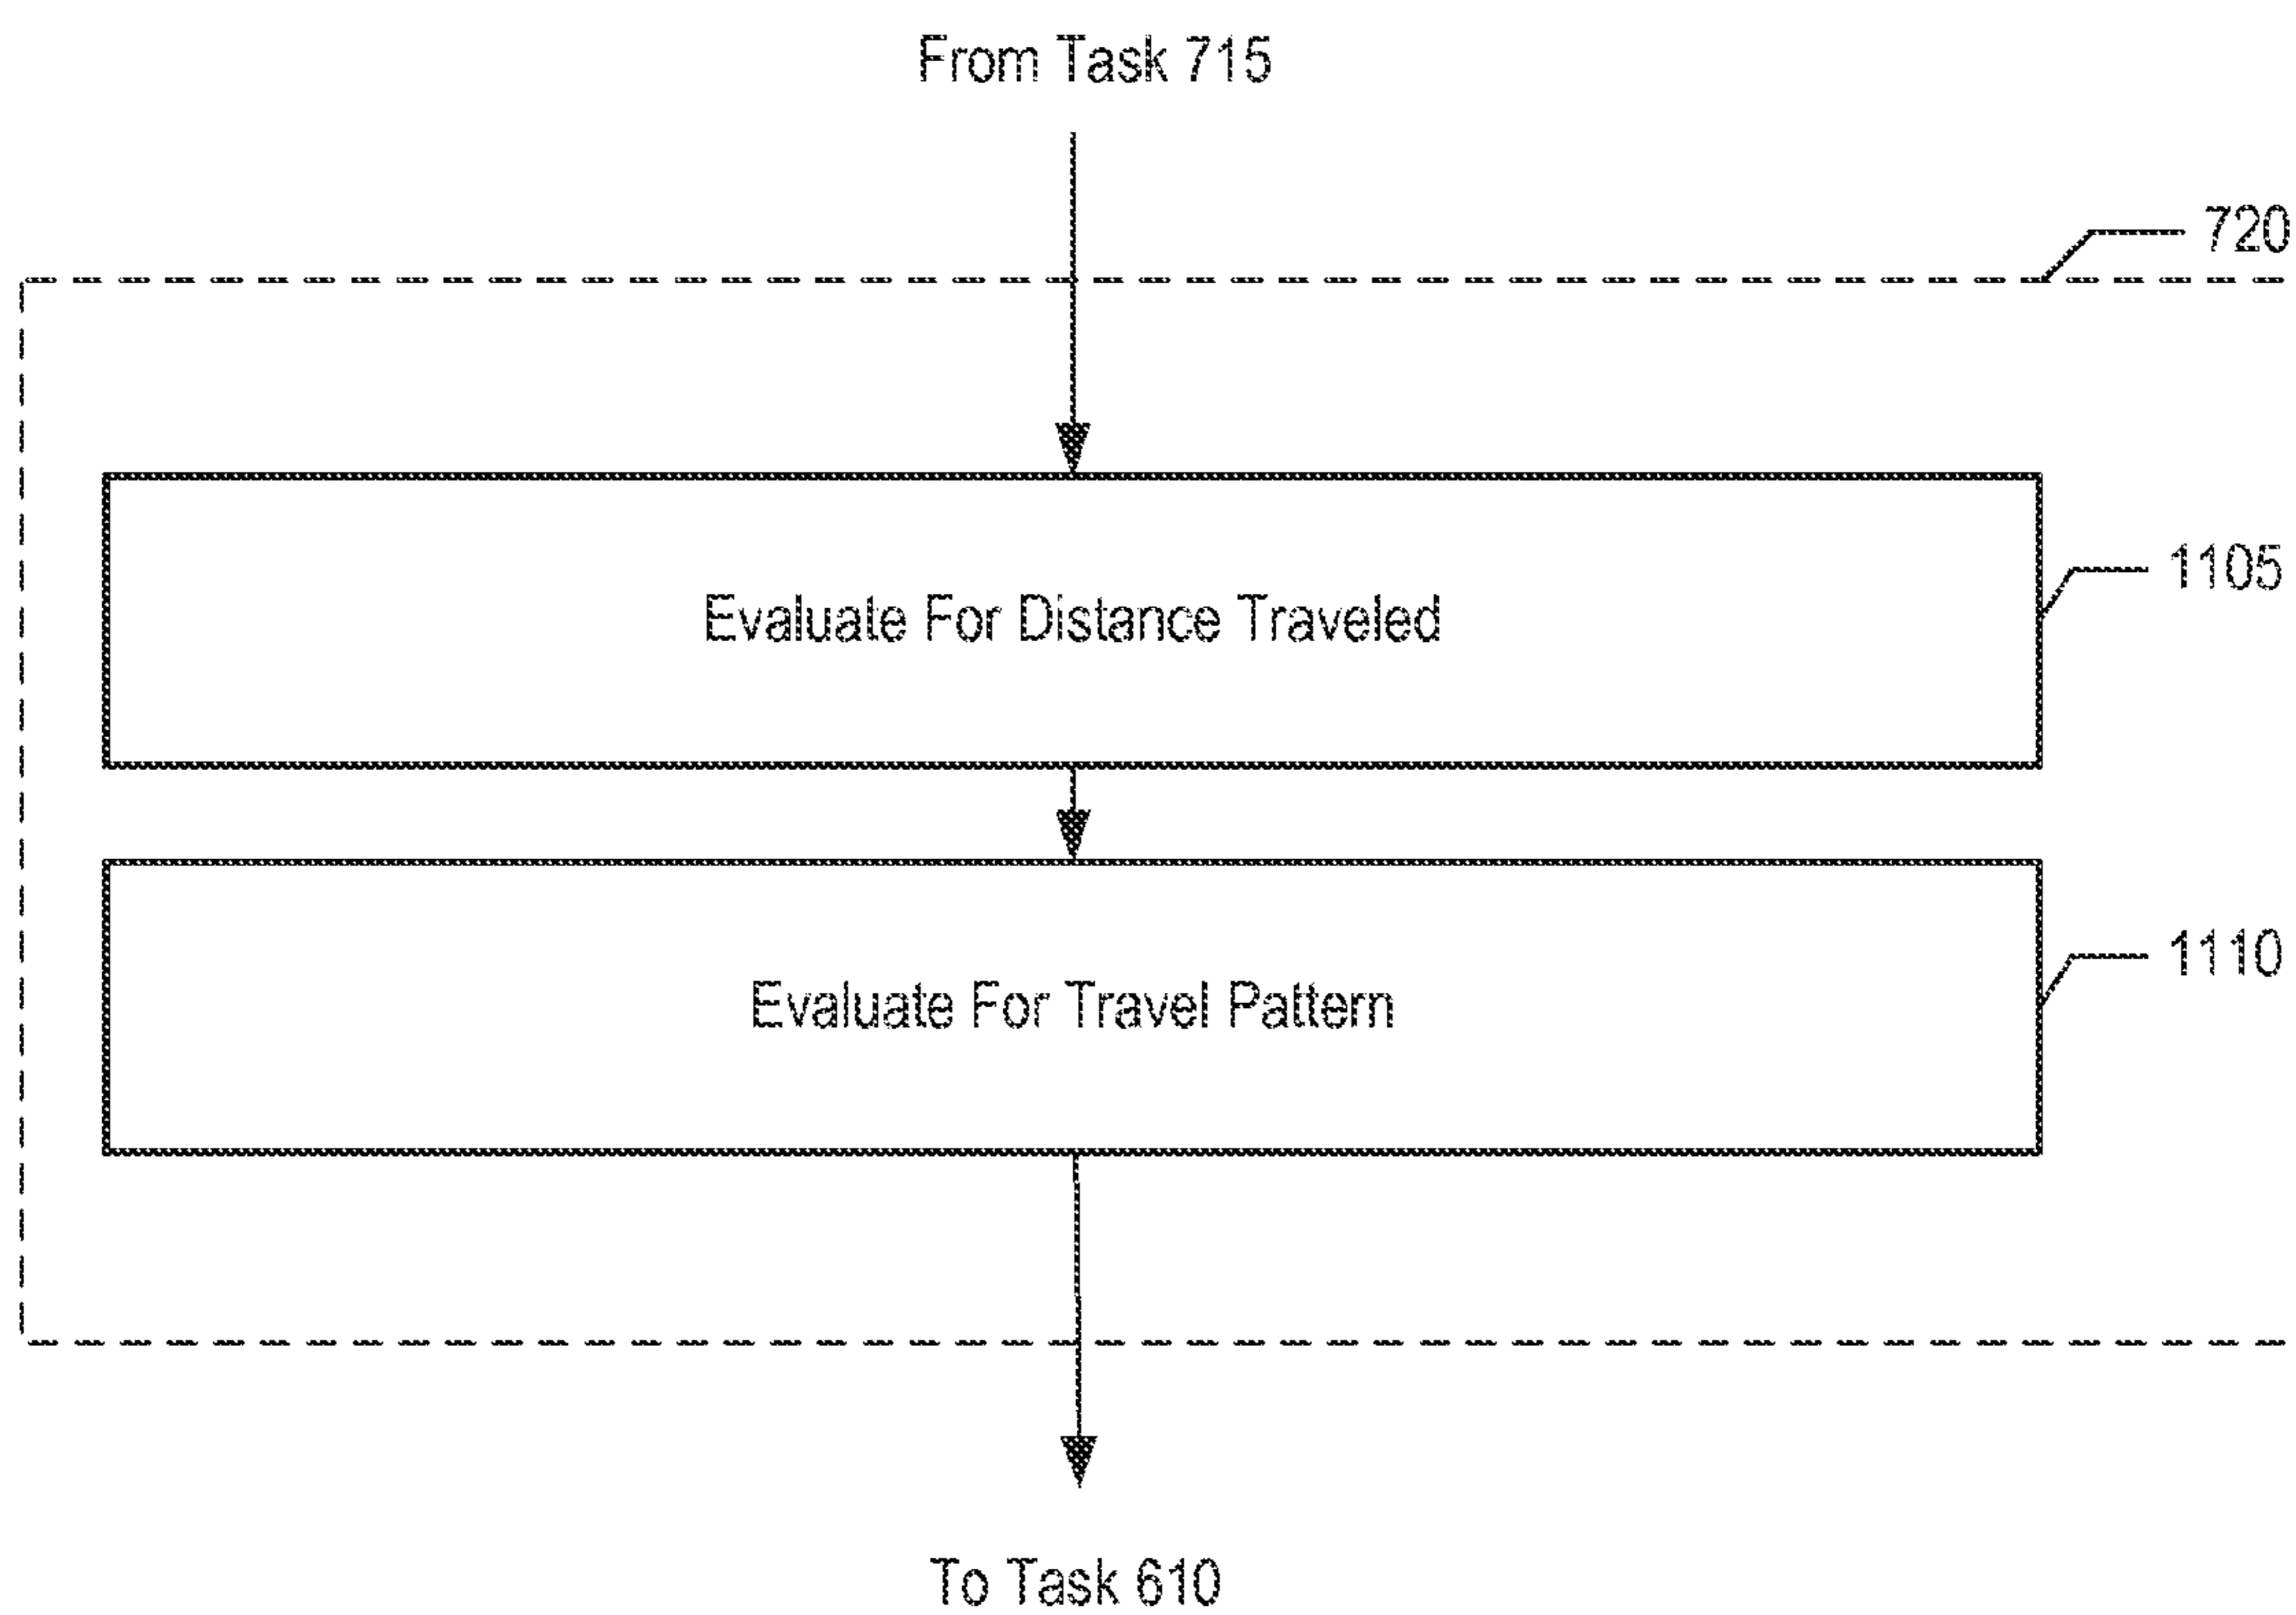 From Task 715
720
Evaluate For Distance Traveled
1105
Evaluate For Travel Pattern
1110
To Task 610